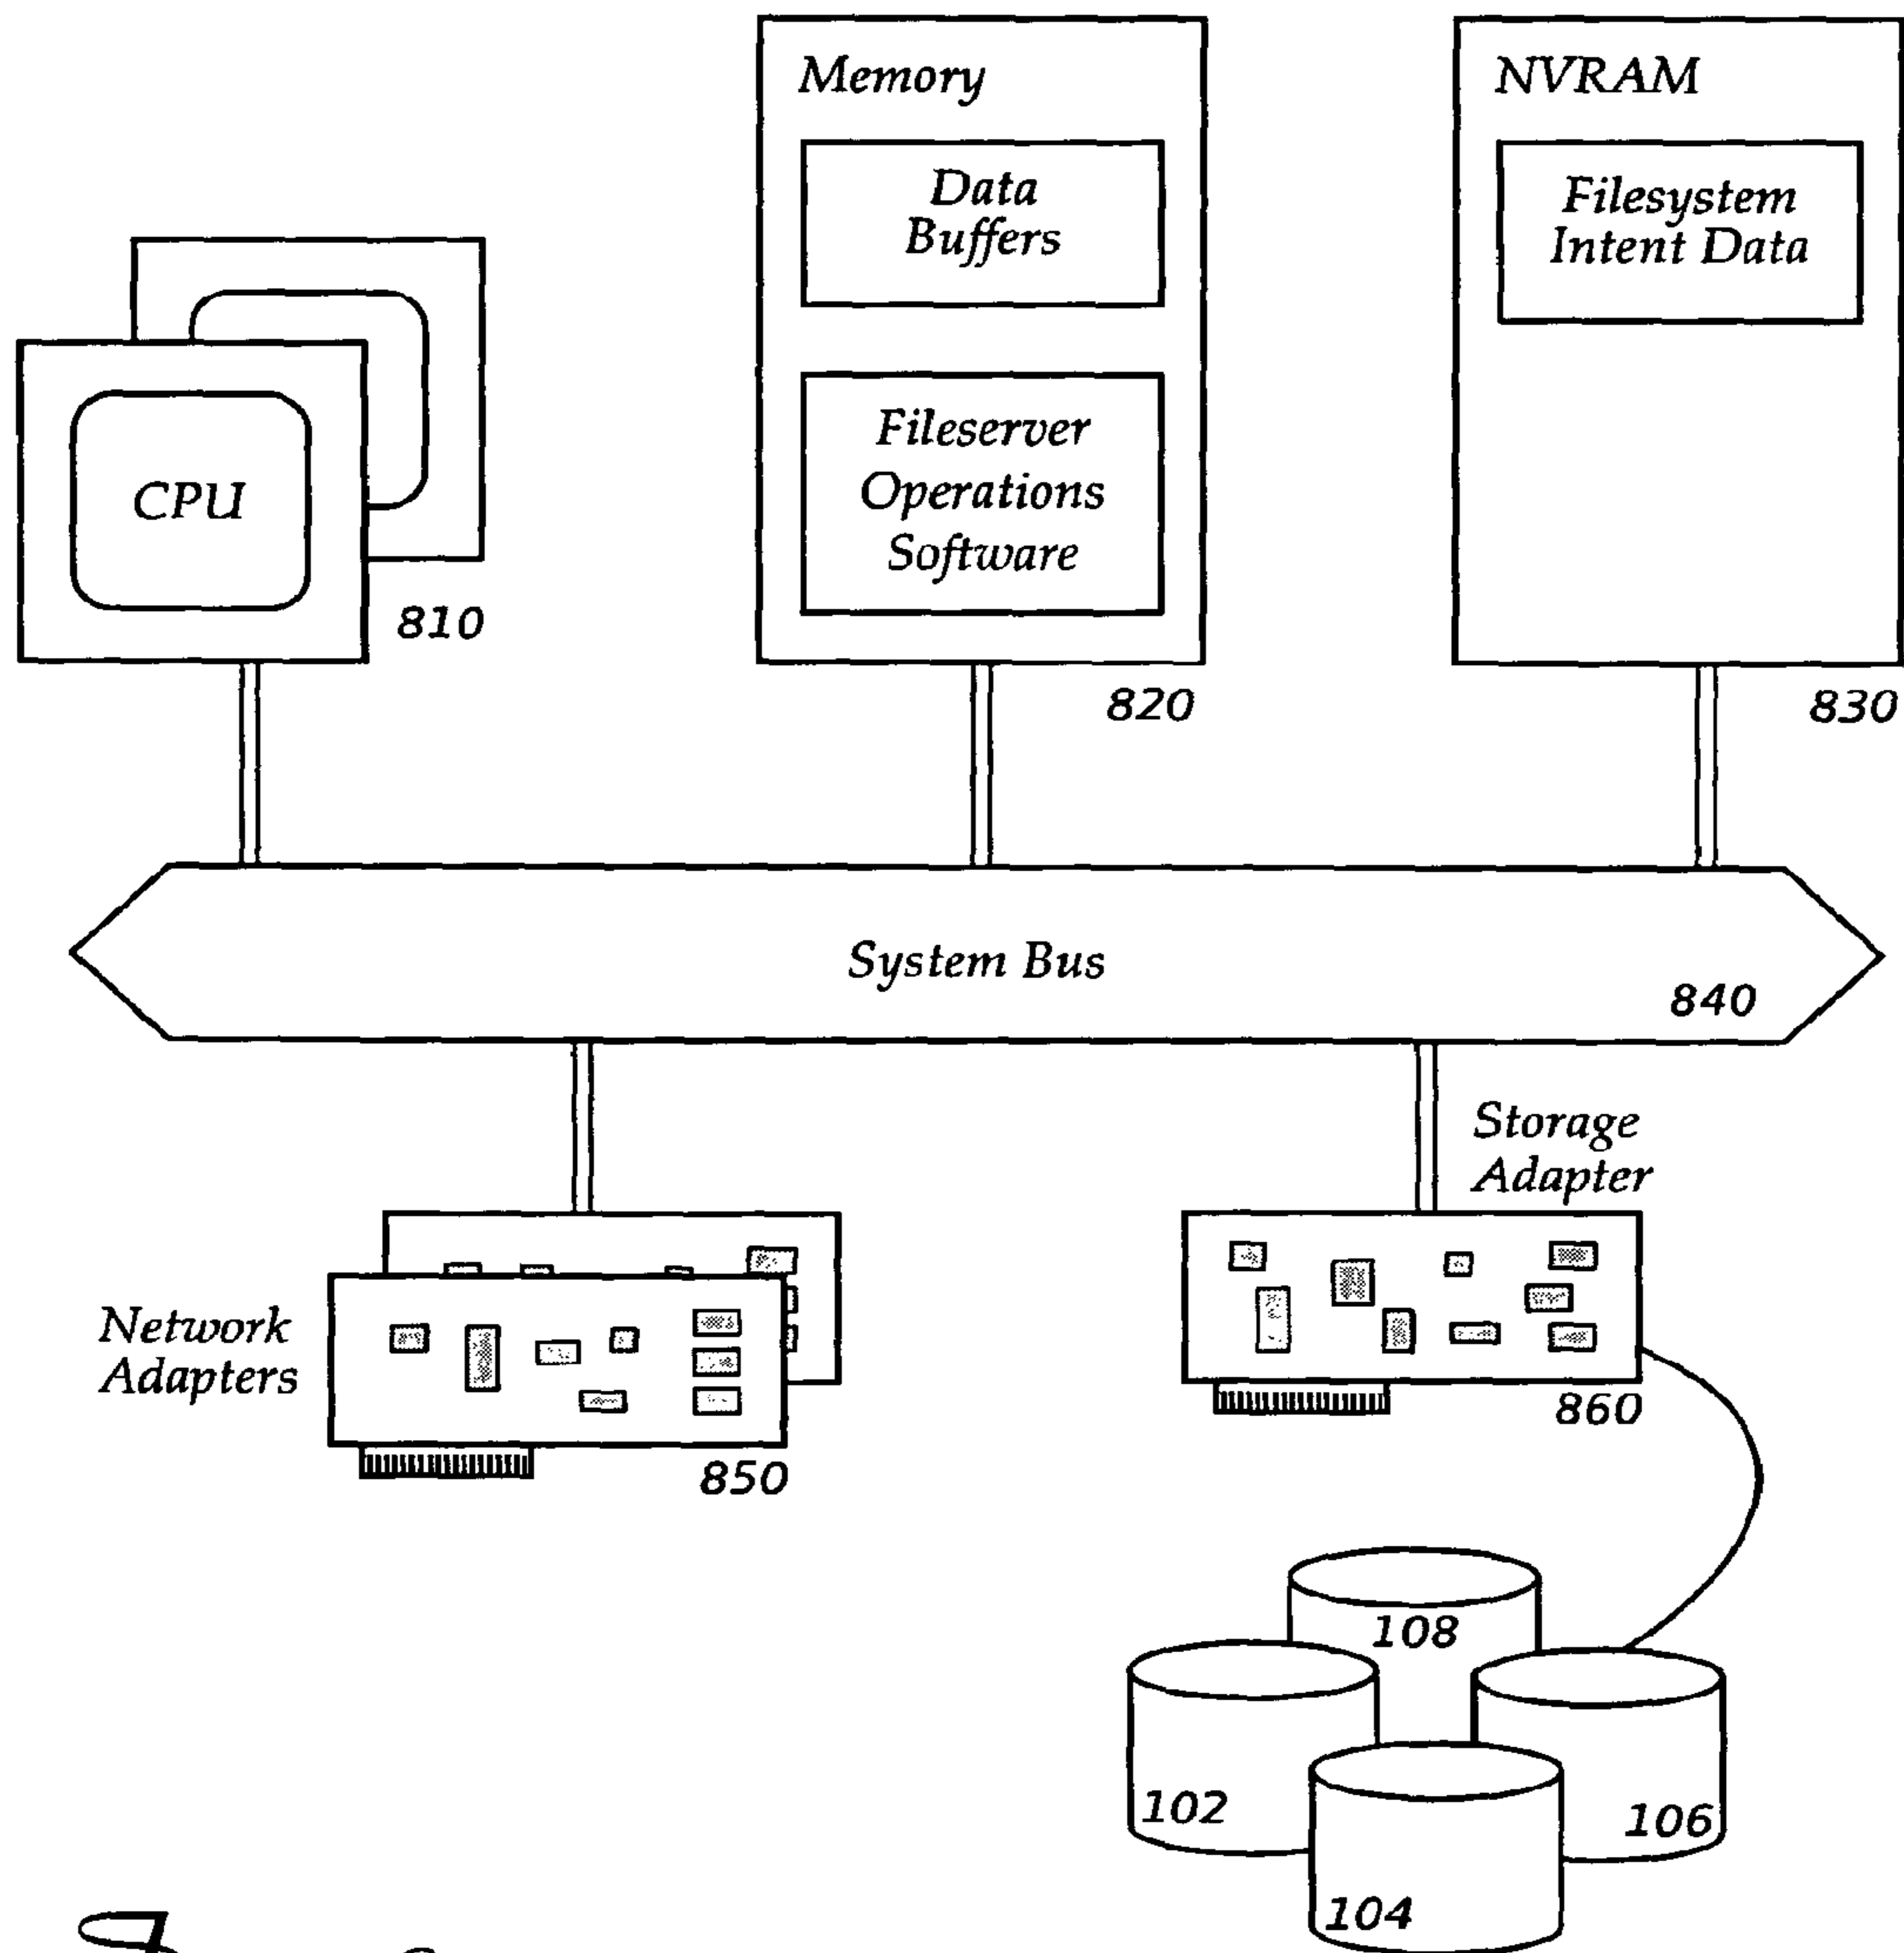 Memory
Data
Buffers
Fileserver
Operations
Software
820
NVRAM
Filesystem
Intent Data
830
CPU
810
System Bus
840
Network
Adapters
850
Storage
Adapter
860
108
102
106
104